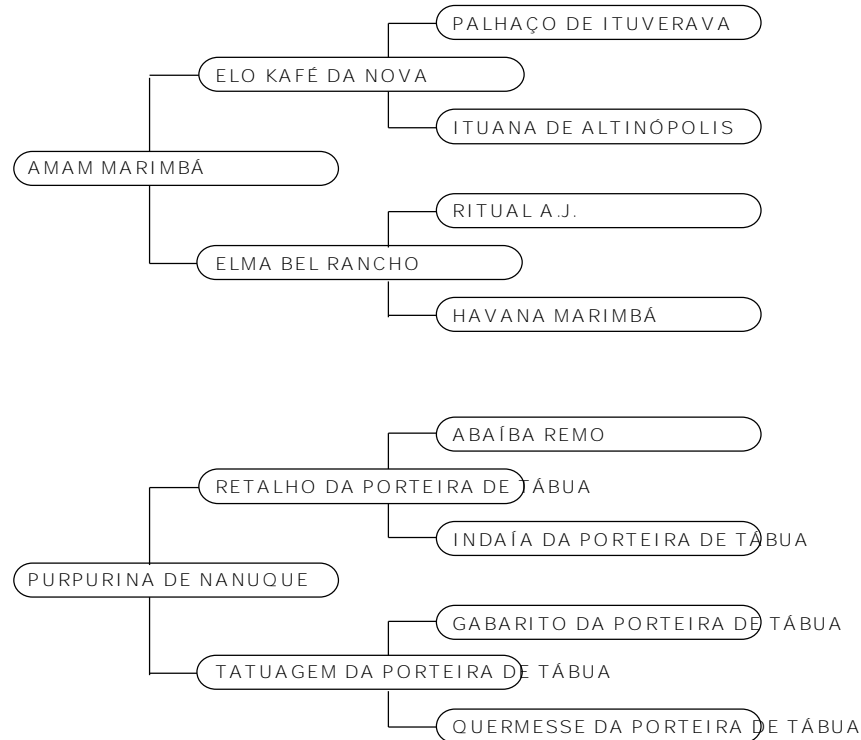 PALHAÇO DE ITUVERAVA
ELO KAFÉ DA NOVA
ITUANA DE ALTINÓPOLIS
AMAM MARIMBÁ
RITUAL A.J.
ELMA BEL RANCHO
HAVANA MARIMBÁ
ABAÍBA REMO
RETALHO DA PORTEIRA DE TÁBUA
INDAÍA DA PORTEIRA DE TÁBUA
PURPURINA DE NANUQUE
GABARITO DA PORTEIRA DE TÁBUA
TATUAGEM DA PORTEIRA DE TÁBUA
QUERMESSE DA PORTEIRA DE TÁBUA